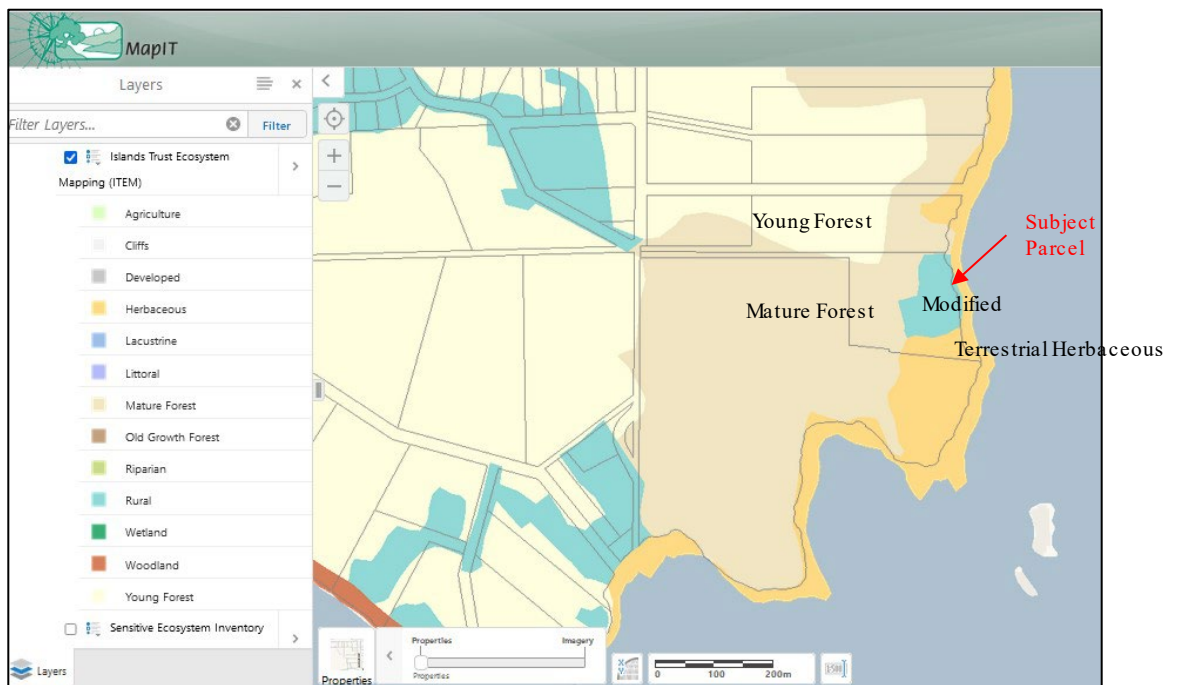 MapIT
Layers
Filter Layers...
Filter
Islands Trust Ecosystem
Mapping (ITEM)
Agriculture
Cliffs
Developed
Herbaceous
Lacustrine
Littoral
Mature Forest
Old Growth Forest
Riparian
Rural
Wetland
Woodland
Young Forest
Sensitive Ecosystem Inventory
Layers
Young Forest
Subject
Parcel
Mature Forest
Modified
Terrestrial Herbaceous
Properties
Properties
Imagery
Properties
0 100 200m